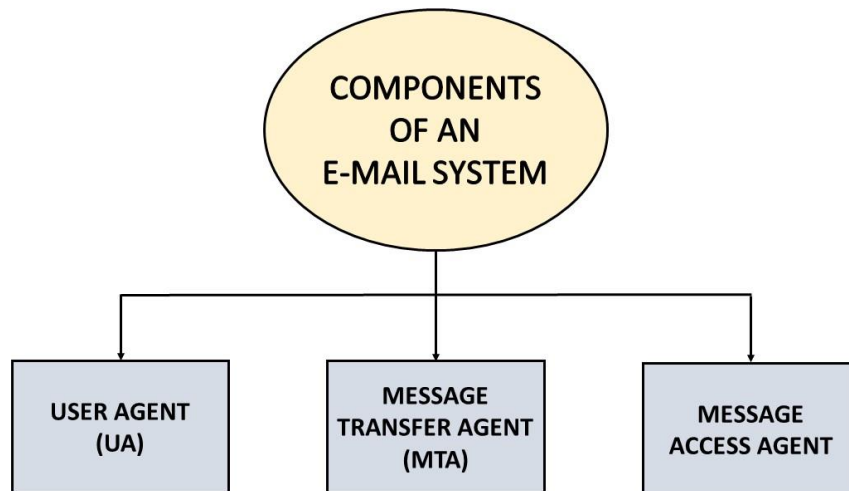 COMPONENTS
OF AN
E-MAIL SYSTEM
USER AGENT
(UA)
MESSAGE
TRANSFER AGENT
(MTA)
MESSAGE
ACCESS AGENT